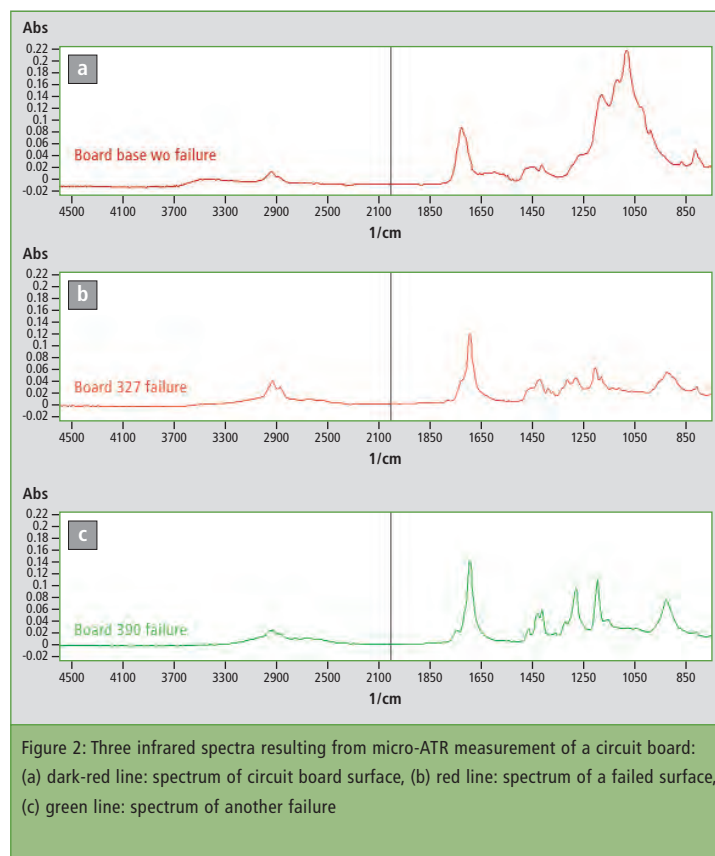 Abs
0.22
0.2
0.18
0.16
0.14
0.12
0.1
0.08
0.06
0.04
0.02
0
-0.02
a
Board base wo failure
4500 4100 3700 3300 2900 2500 2100 1850 1650 1450 1250 1050 850
1/cm
Abs
0.22
0.2
0.18
0.16
0.14
0.12
0.1
0.08
0.06
0.04
0.02
0
-0.02
b
Board 327 failure
4500 4100 3700 3300 2900 2500 2100 1850 1650 1450 1250 1050 850
1/cm
Abs
0.22
0.2
0.18
0.16
0.14
0.12
0.1
0.08
0.06
0.04
0.02
0
-0.02
c
Board 390 failure
4500 4100 3700 3300 2900 2500 2100 1850 1650 1450 1250 1050 850
1/cm
Figure 2: Three infrared spectra resulting from micro-ATR measurement of a circuit board:
(a) dark-red line: spectrum of circuit board surface, (b) red line: spectrum of a failed surface,
(c) green line: spectrum of another failure